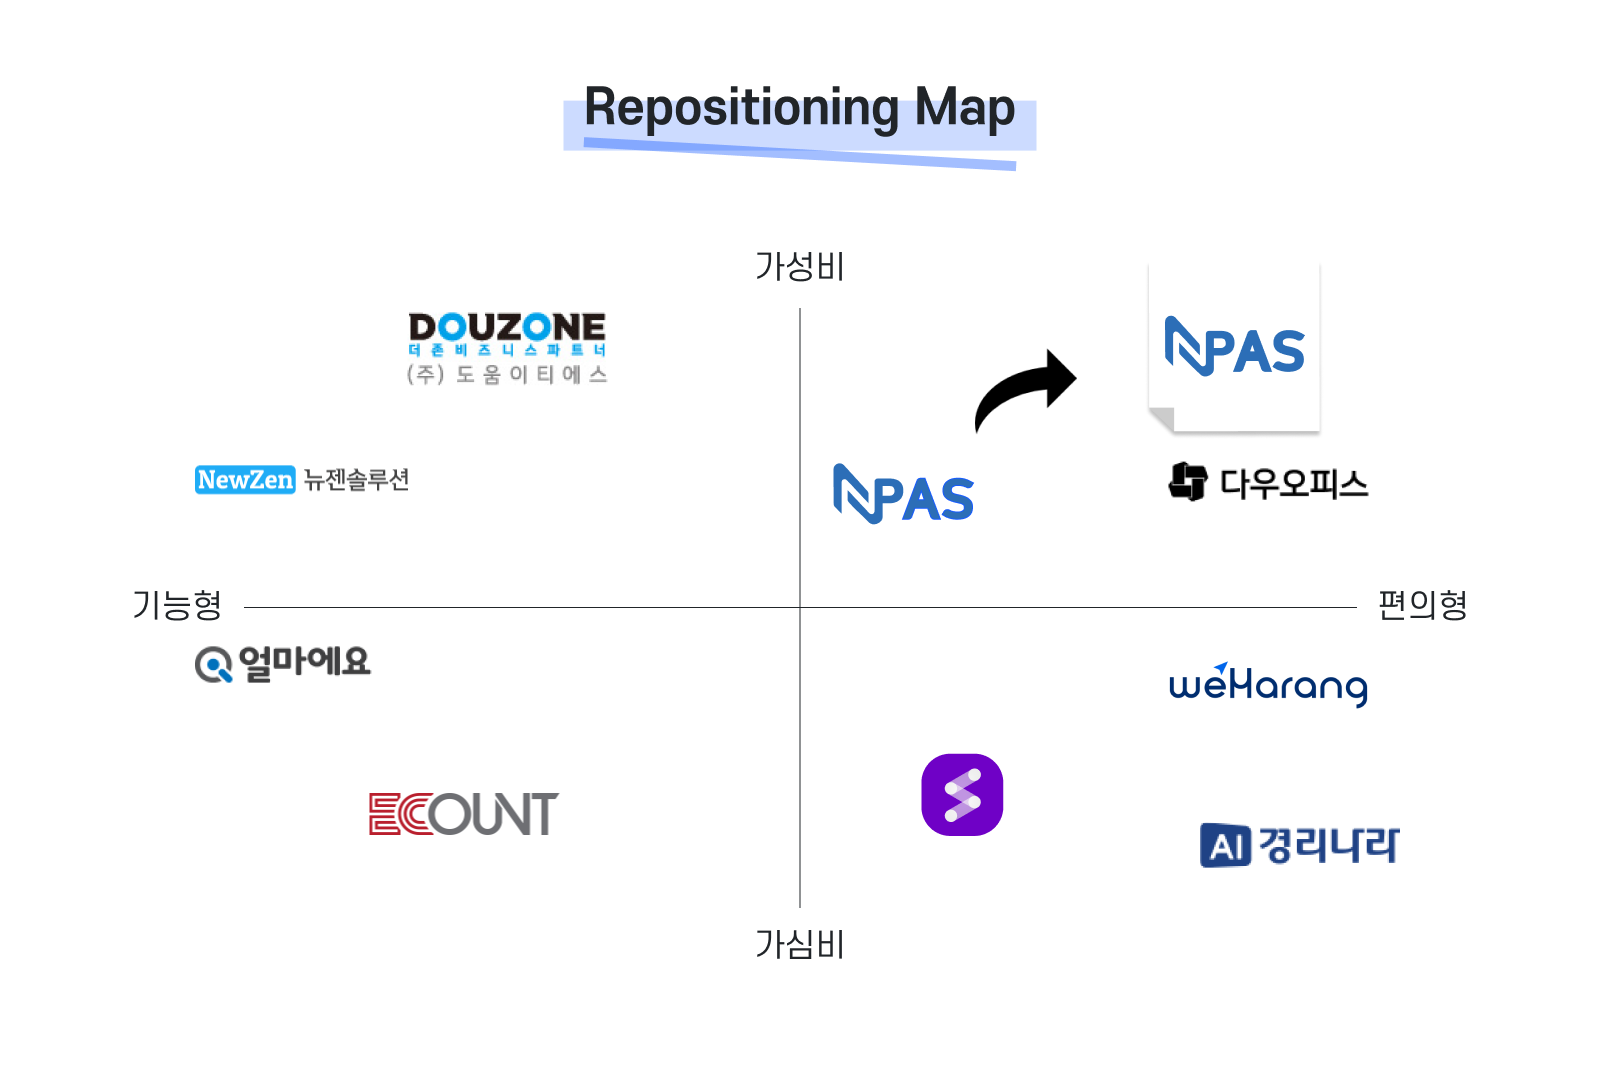 Repositioning Map
가성비
DOUZONE
더존비즈니스파트너
(주)도움이티에스
NPAS
NewZen 뉴젠솔루션
NPAS
다우오피스
기능형
편의형
얼마에요
weHarang
ECOUNT
AI 경리나라
가심비